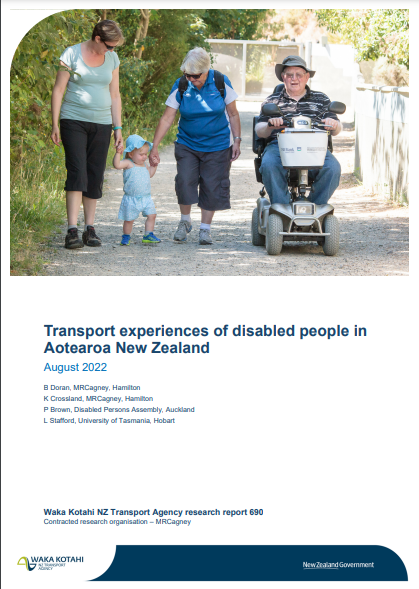 Transport experiences of disabled people in
Aotearoa New Zealand
August 2022
B Doran, MRCagney, Hamilton
K Crossland, MRCagney, Hamilton
P Brown, Disabled Persons Assembly, Auckland
L Stafford, University of Tasmania, Hobart
Waka Kotahi NZ Transport Agency research report 690
Contracted research organisation – MRCagney
WAKA KOTAHI
NZ TRANSPORT
AGENCY
New Zealand Government